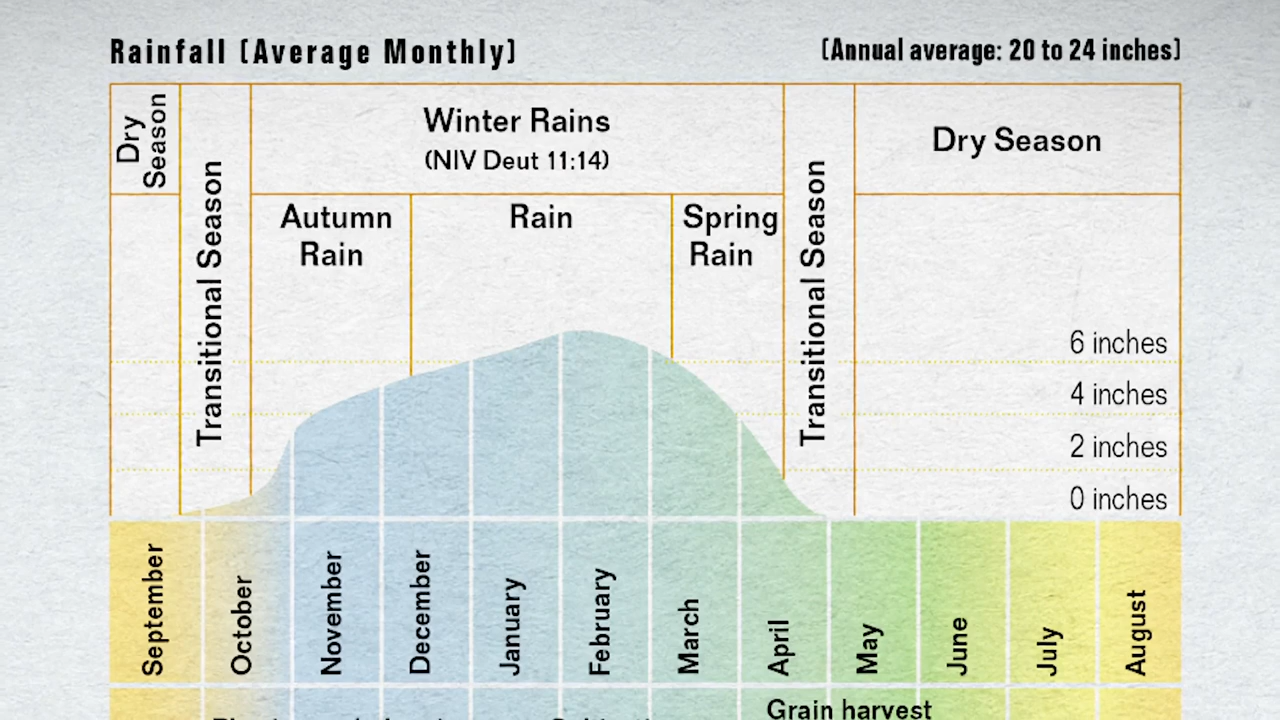 Rainfall (Average Monthly)
(Annual average: 20 to 24 inches)
Dry
Season
Transitional Season
Winter Rains
(NIV Deut 11:14)
Autumn
Rain
Rain
Spring
Rain
Transitional Season
Dry Season
6 inches
4 inches
2 inches
0 inches
September
October
November
December
January
February
March
April
May
June
July
August
Grain harvest